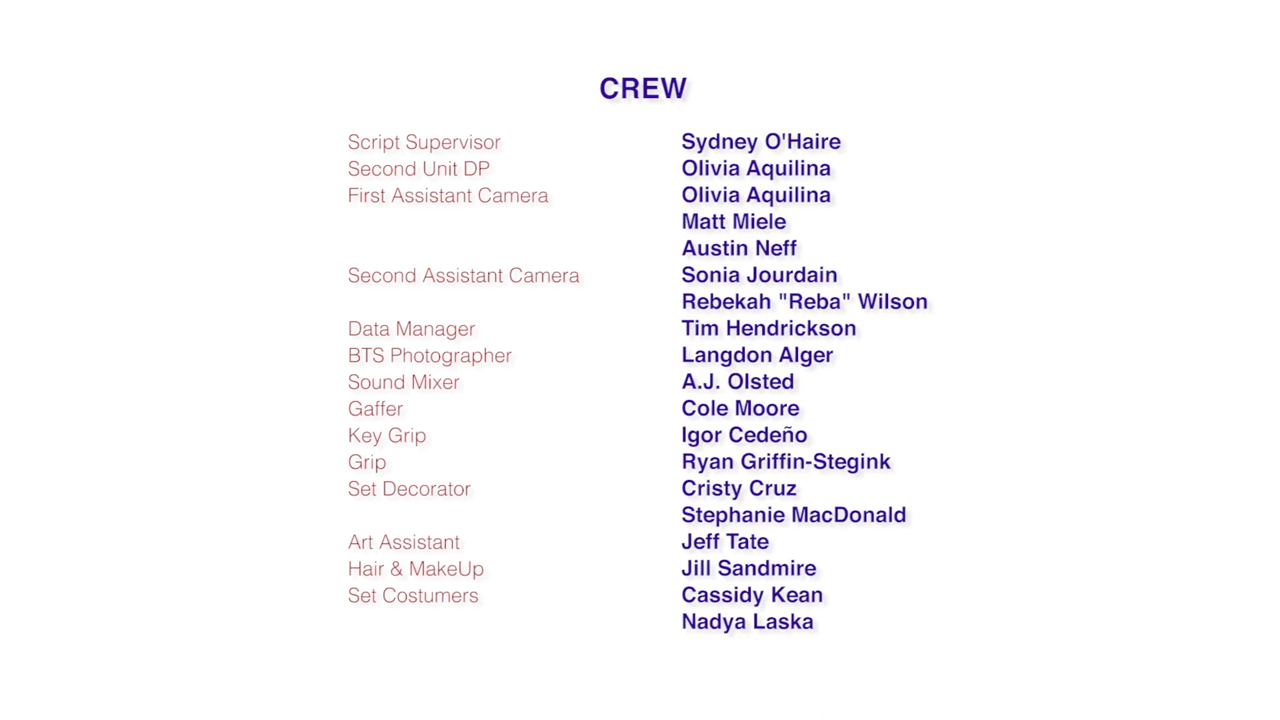 CREW
Script Supervisor Sydney O'Haire
Second Unit DP Olivia Aquilina
First Assistant Camera Olivia Aquilina
Matt Miele
Austin Neff
Second Assistant Camera Sonia Jourdain
Rebekah "Reba" Wilson
Data Manager Tim Hendrickson
BTS Photographer Langdon Alger
Sound Mixer A.J. Olsted
Gaffer Cole Moore
Key Grip Igor Cedeño
Grip Ryan Griffin-Stegink
Set Decorator Cristy Cruz
Stephanie MacDonald
Art Assistant Jeff Tate
Hair & MakeUp Jill Sandmire
Set Costumers Cassidy Kean
Nadya Laska